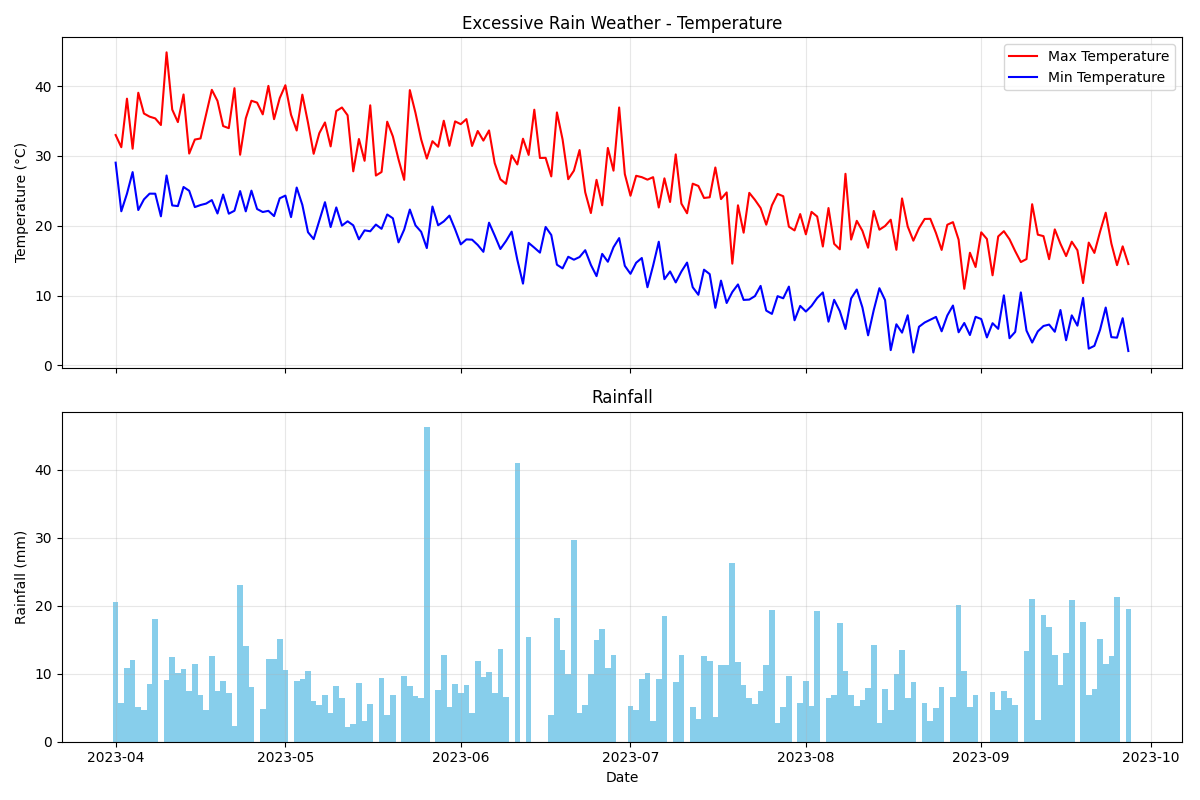 Excessive Rain Weather - Temperature
Max Temperature
Min Temperature
Temperature (°C)
40
30
20
10
0
Rainfall
Rainfall (mm)
40
30
20
10
0
2023-04 2023-05 2023-06 2023-07 2023-08 2023-09 2023-10
Date